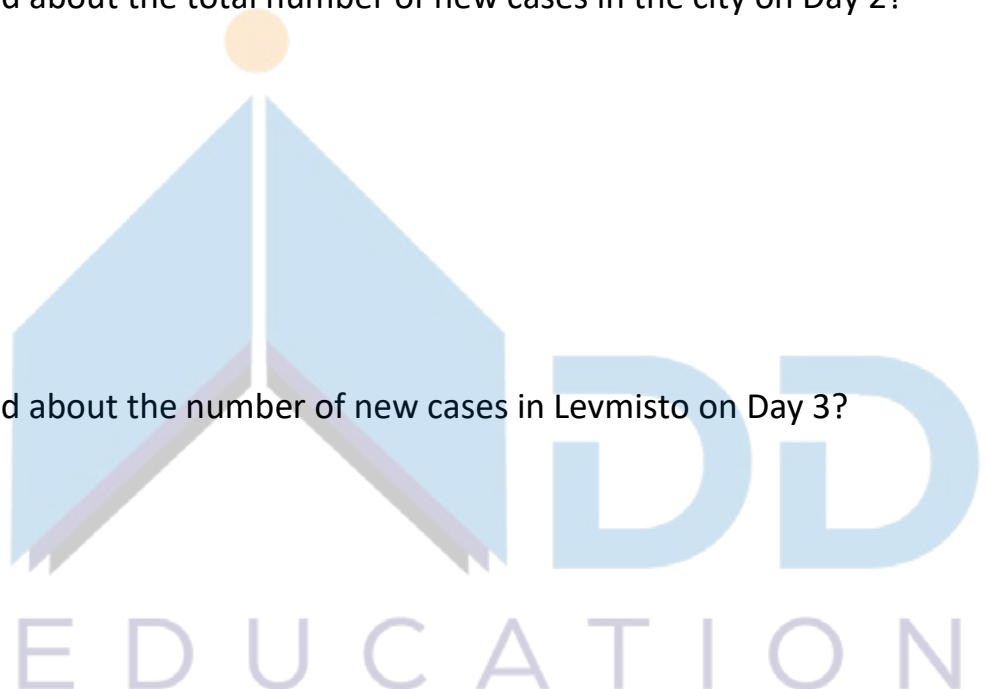 d about the total number of new cases in the city on Day 2?
d about the number of new cases in Levmisto on Day 3?
DD
EDUCATION